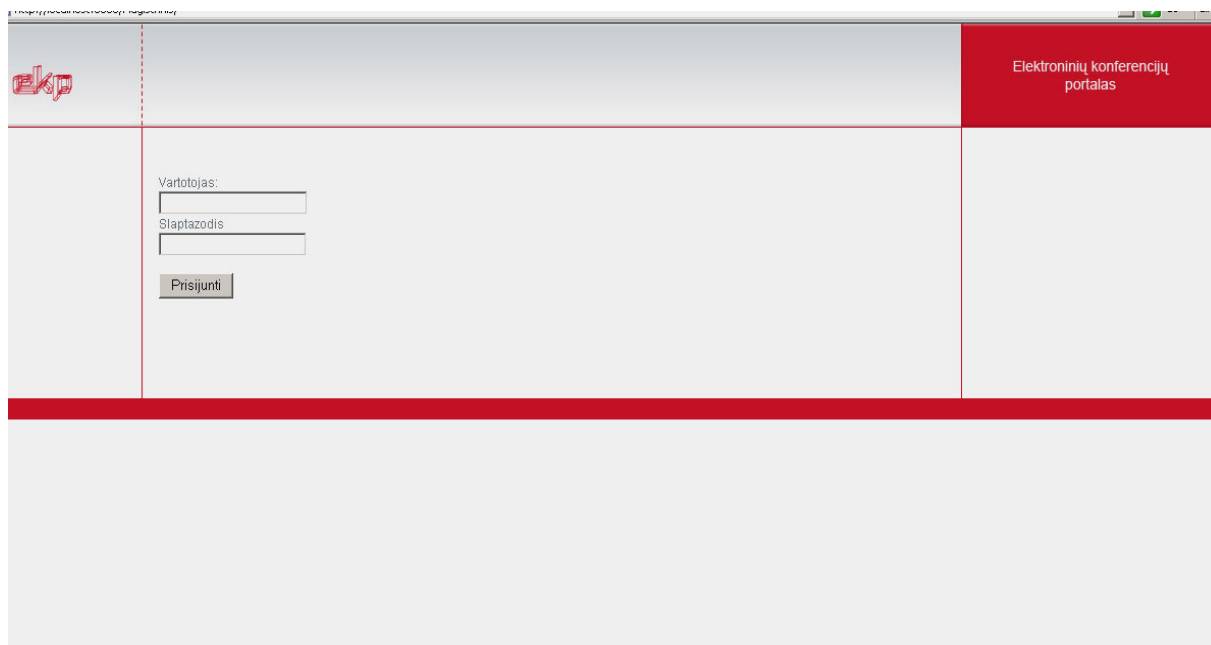 ekp
Elektroninių konferencijų
portalas
Vartotojas:
Slaptazodis
Prisijunti